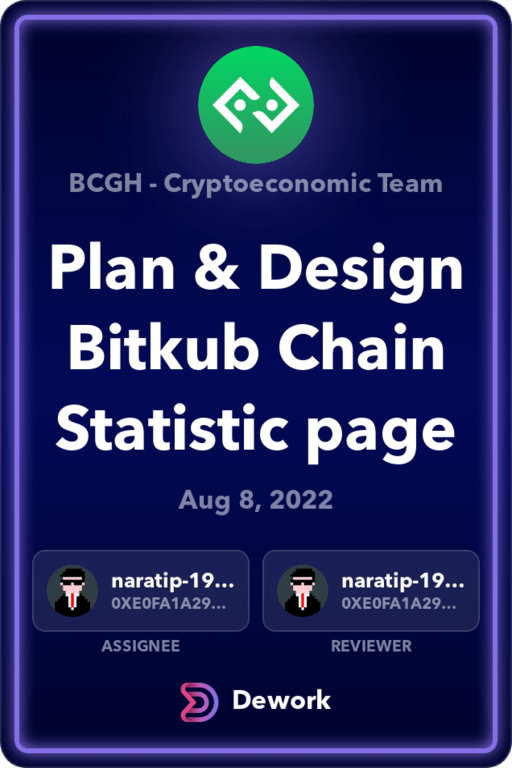 BCGH - Cryptoeconomic Team
Plan & Design
Bitkub Chain
Statistic page
Aug 8, 2022
naratip-19... naratip-19...
0XE0FA1A29... 0XE0FA1A29...
ASSIGNEE REVIEWER
Dework